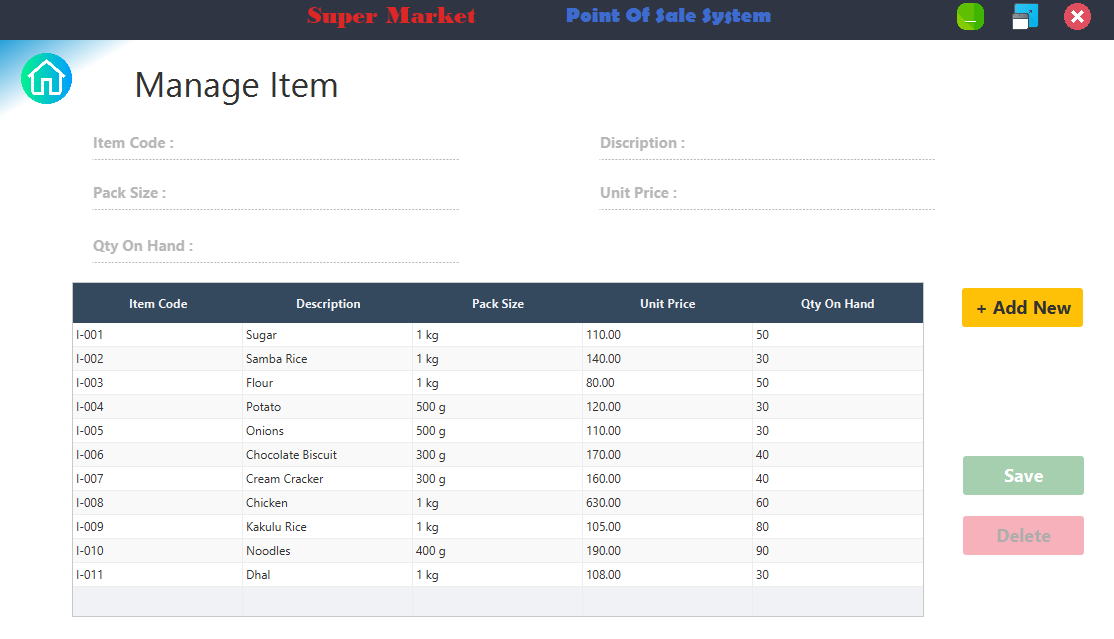 Super Market Point Of Sale System
Manage Item
Item Code : Discription :
Pack Size : Unit Price :
Qty On Hand :
Item Code Description Pack Size Unit Price Qty On Hand
+ Add New
I-001 Sugar 1 kg 110.00 50
I-002 Samba Rice 1 kg 140.00 30
I-003 Flour 1 kg 80.00 50
I-004 Potato 500 g 120.00 30
I-005 Onions 500 g 110.00 30
I-006 Chocolate Biscuit 300 g 170.00 40
I-007 Cream Cracker 300 g 160.00 40
Save
I-008 Chicken 1 kg 630.00 60
I-009 Kakulu Rice 1 kg 105.00 80
Delete
I-010 Noodles 400 g 190.00 90
I-011 Dhal 1 kg 108.00 30